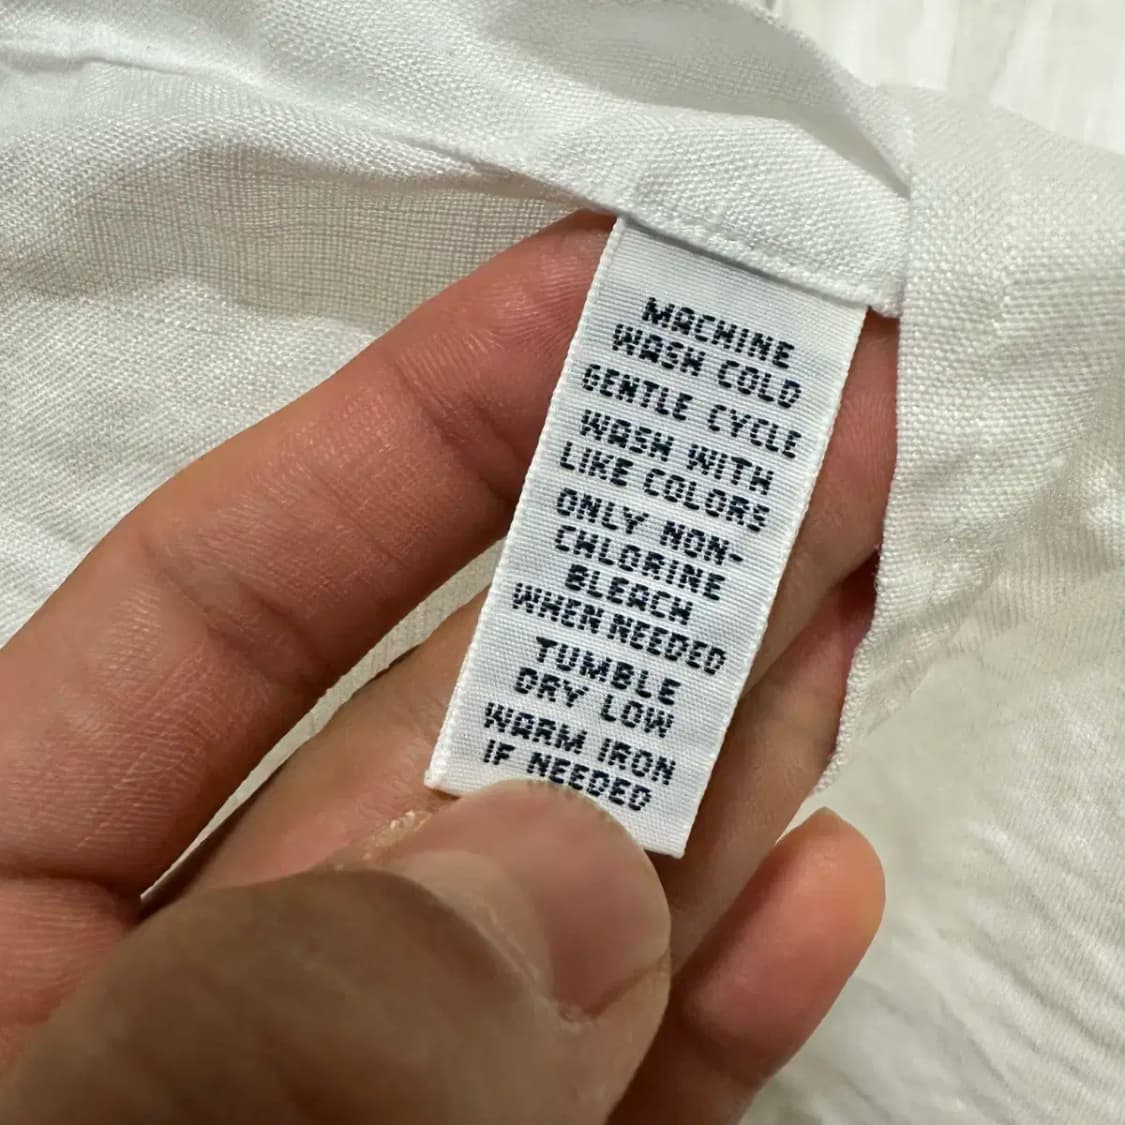 MACHINE
WASH COLD
GENTLE CYCLE
WASH WITH
LIKE COLORS
ONLY NON-
CHLORINE
BLEACH
WHEN NEEDED
TUMBLE
DRY LOW
WARM IRON
IF NEEDED